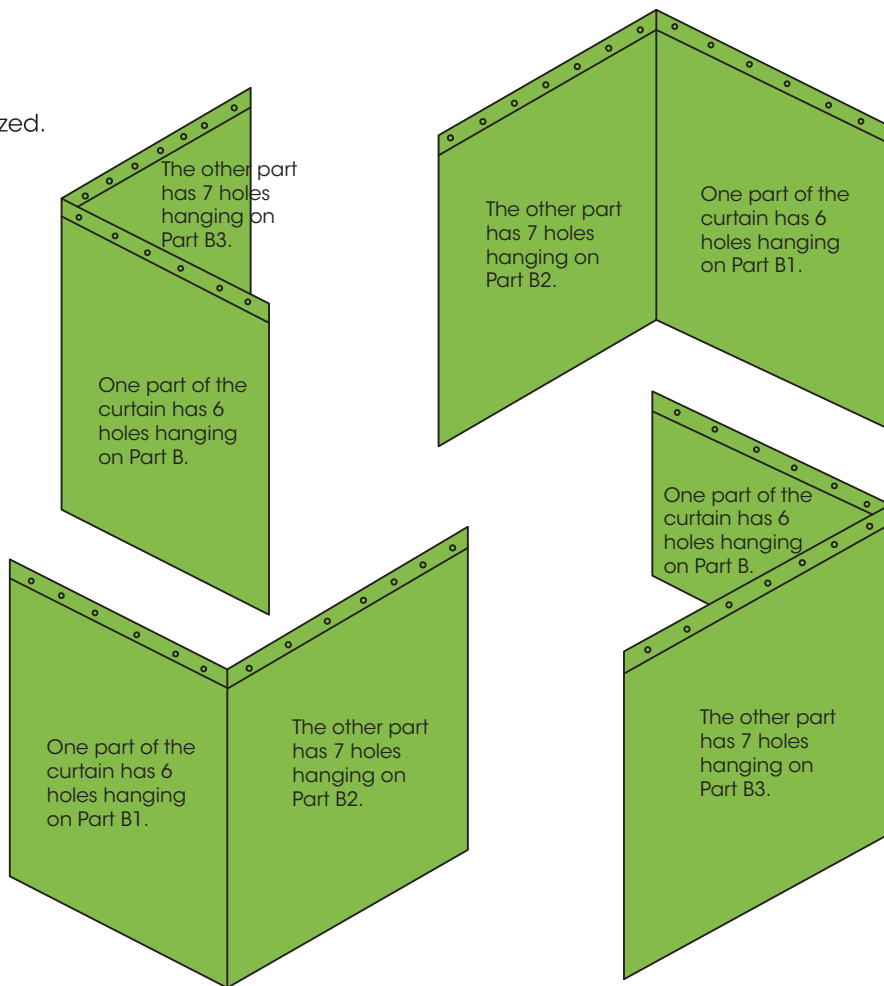 zed.
The other part
has 7 holes
hanging on
Part B3.
One part of the
curtain has 6
holes hanging
on Part B.
The other part
has 7 holes
hanging on
Part B2.
One part of the
curtain has 6
holes hanging
on Part B1.
One part of the
curtain has 6
holes hanging
on Part B1.
The other part
has 7 holes
hanging on
Part B2.
One part of the
curtain has 6
holes hanging
on Part B.
The other part
has 7 holes
hanging on
Part B3.